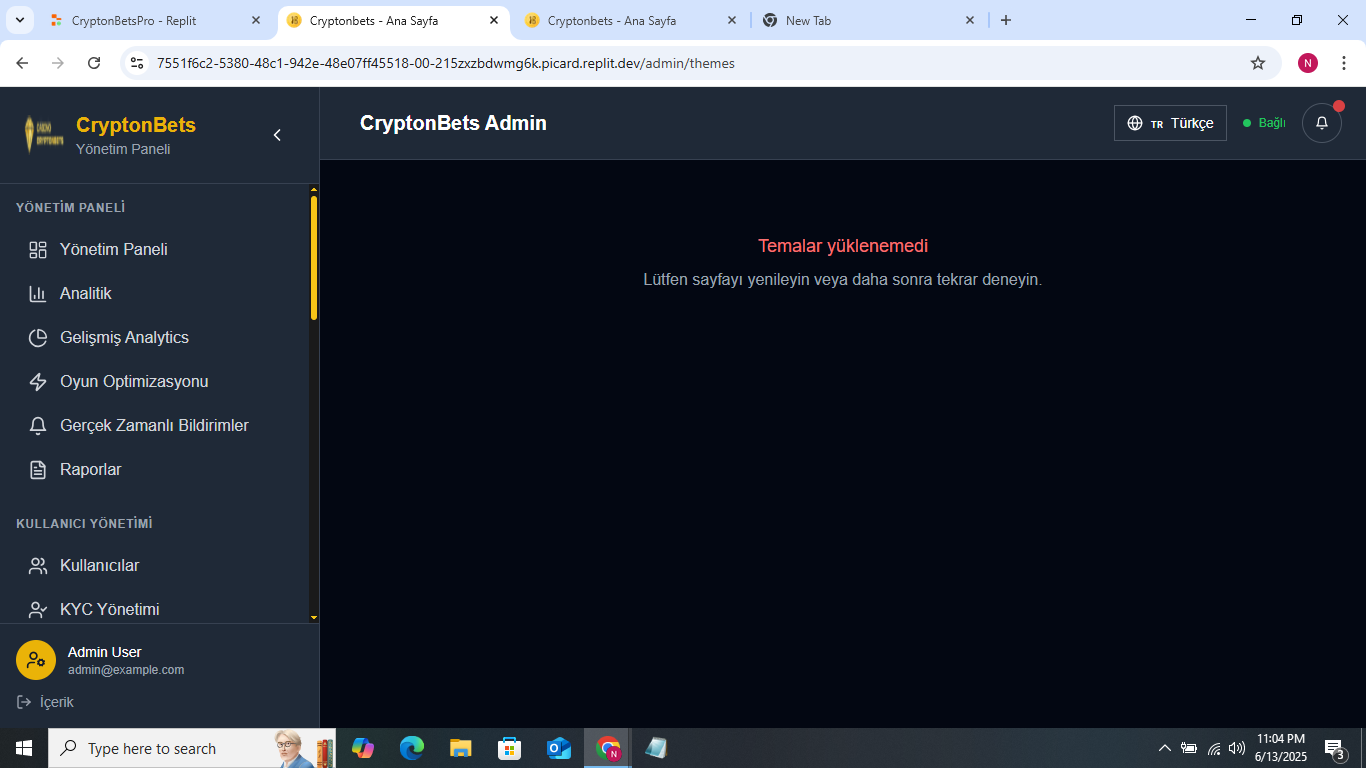 CryptonBetsPro - Replit
Cryptonbets - Ana Sayfa
Cryptonbets - Ana Sayfa
New Tab
7551f6c2-5380-48c1-942e-48e07ff45518-00-215zxzbdwmg6k.picard.replit.dev/admin/themes
N
CASINO
CRYPTONBETS
CryptonBets
Yönetim Paneli
CryptonBets Admin
TR Türkçe
Bağlı
YÖNETİM PANELİ
Yönetim Paneli
Analitik
Gelişmiş Analytics
Oyun Optimizasyonu
Gerçek Zamanlı Bildirimler
Raporlar
KULLANICI YÖNETİMİ
Kullanıcılar
KYC Yönetimi
Temalar yüklenemedi
Lütfen sayfayı yenileyin veya daha sonra tekrar deneyin.
Admin User
admin@example.com
İçerik
Type here to search
N
11:04 PM
6/13/2025
3